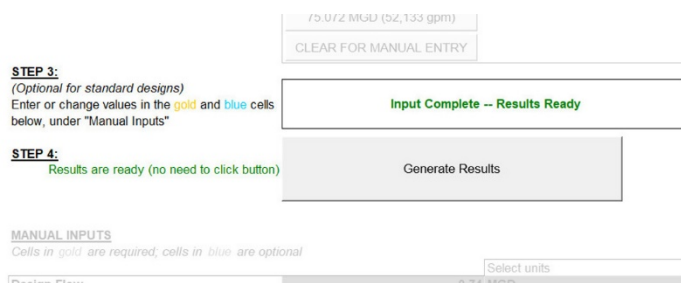 75.072 MGD (52,133 gpm)
CLEAR FOR MANUAL ENTRY
STEP 3:
(Optional for standard designs)
Enter or change values in the gold and blue cells
below, under "Manual Inputs"
Input Complete -- Results Ready
STEP 4:
Results are ready (no need to click button)
Generate Results
MANUAL INPUTS
Cells in gold are required; cells in blue are optional
Select units
Design Flow